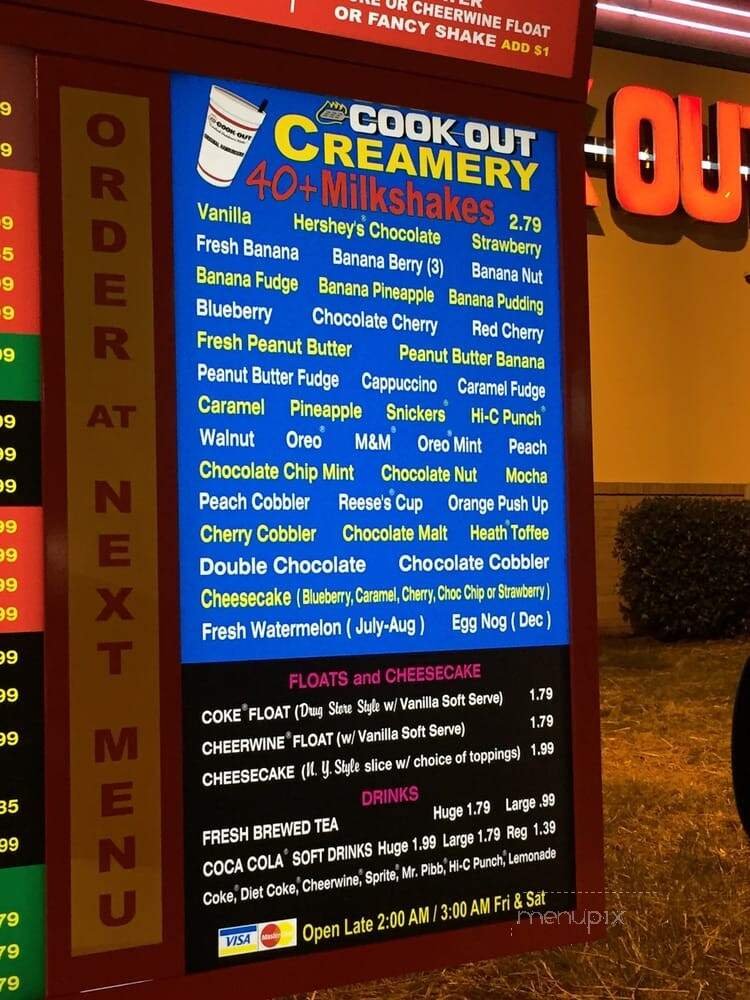 OR CHEERWINE FLOAT
OR FANCY SHAKE ADD $1
OUT
ORDER AT NEXT MENU
COOK OUT
COOK OUT
CREAMERY
40+ Milkshakes 2.79
Vanilla Hershey's® Chocolate Strawberry
Fresh Banana Banana Berry (3) Banana Nut
Banana Fudge Banana Pineapple Banana Pudding
Blueberry Chocolate Cherry Red Cherry
Fresh Peanut Butter Peanut Butter Banana
Peanut Butter Fudge Cappuccino Caramel Fudge
Caramel Pineapple Snickers® Hi-C Punch®
Walnut Oreo® M&M® Oreo® Mint Peach
Chocolate Chip Mint Chocolate Nut Mocha
Peach Cobbler Reese's® Cup Orange Push Up
Cherry Cobbler Chocolate Malt Heath® Toffee
Double Chocolate Chocolate Cobbler
Cheesecake ( Blueberry, Caramel, Cherry, Choc Chip or Strawberry )
Fresh Watermelon ( July-Aug ) Egg Nog ( Dec )
FLOATS and CHEESECAKE
COKE® FLOAT (Drug Store Style w/ Vanilla Soft Serve) 1.79
CHEERWINE® FLOAT (w/ Vanilla Soft Serve) 1.79
CHEESECAKE (N.Y. Style slice w/ choice of toppings) 1.99
DRINKS
FRESH BREWED TEA Huge 1.79 Large .99
COCA COLA® SOFT DRINKS Huge 1.99 Large 1.79 Reg 1.39
Coke,® Diet Coke,® Cheerwine,® Sprite,® Mr. Pibb,® Hi-C Punch,® Lemonade
VISA MasterCard Open Late 2:00 AM / 3:00 AM Fri & Sat
menupix